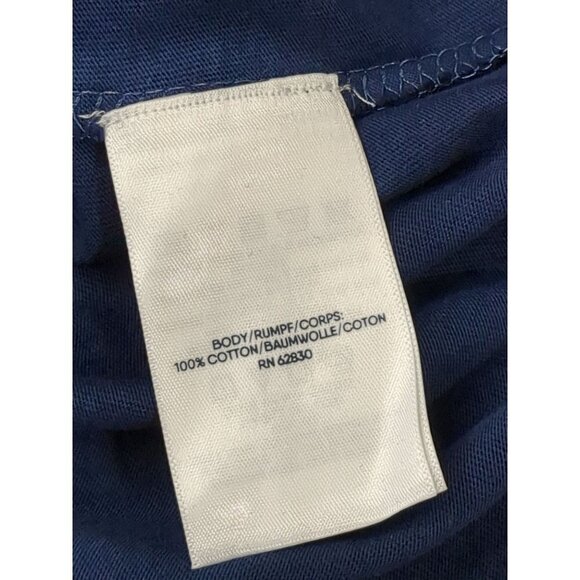 BODY/RUMPF/CORPS:
100% COTTON/BAUMWOLLE/COTON
RN 62830